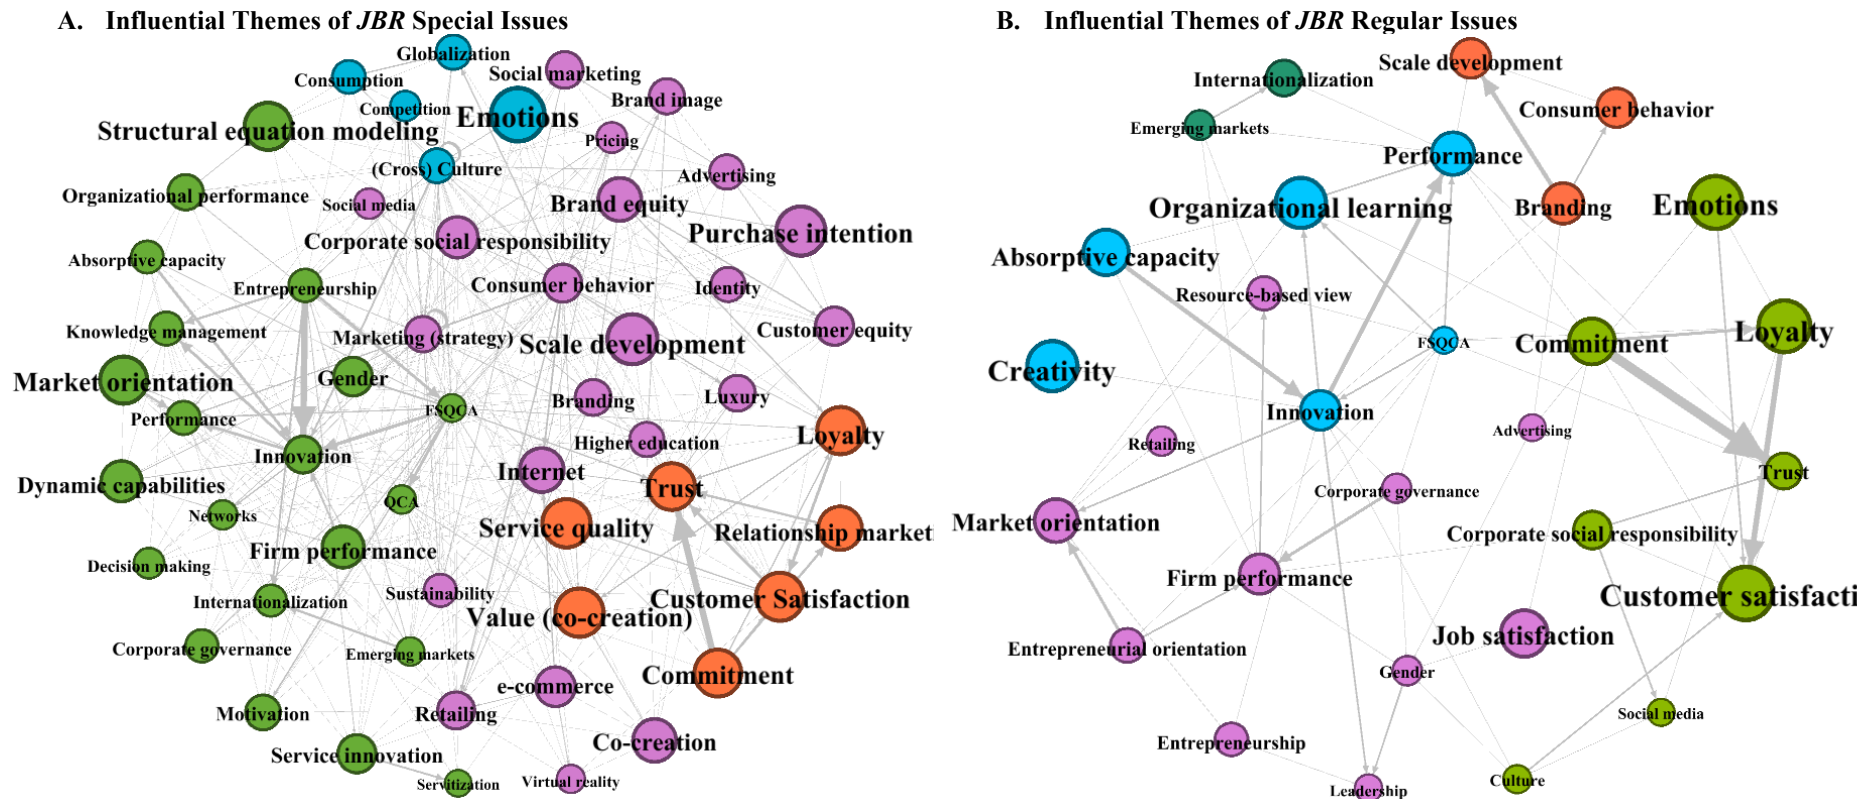 A. Influential Themes of JBR Special Issues
Globalization
Consumption
Social marketing
Competition
Brand image
Emotions
Structural equation modeling
Pricing
(Cross) Culture
Advertising
Organizational performance
Social media
Brand equity
Purchase intention
Corporate social responsibility
Absorptive capacity
Entrepreneurship
Consumer behavior
Identity
Knowledge management
Marketing (strategy)
Scale development
Customer equity
Market orientation
Gender
Performance
FSQCA
Branding
Luxury
Higher education
Loyalty
Innovation
Internet
Dynamic capabilities
Trust
QCA
Networks
Service quality
Relationship market
Firm performance
Decision making
Sustainability
Internationalization
Value (co-creation)
Customer Satisfaction
Corporate governance
Emerging markets
Commitment
e-commerce
Motivation
Retailing
Co-creation
Service innovation
Servitization
Virtual reality
B. Influential Themes of JBR Regular Issues
Scale development
Internationalization
Consumer behavior
Emerging markets
Performance
Organizational learning
Branding
Emotions
Absorptive capacity
Resource-based view
Loyalty
FSQCA
Commitment
Creativity
Innovation
Advertising
Retailing
Trust
Corporate governance
Market orientation
Corporate social responsibility
Firm performance
Customer satisfacti
Job satisfaction
Entrepreneurial orientation
Gender
Social media
Entrepreneurship
Culture
Leadership